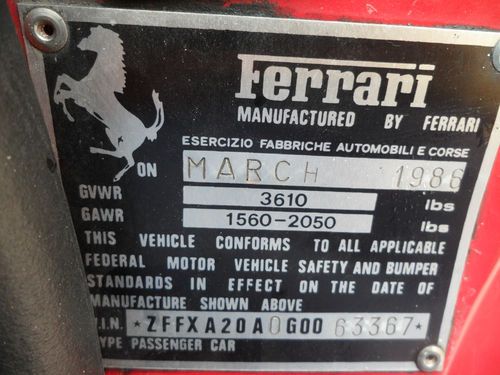 Ferrari
MANUFACTURED BY FERRARI
ESERCIZIO FABBRICHE AUTOMOBILI E CORSE
ON MARCH 1986
GVWR 3610 lbs
GAWR 1560-2050 lbs
THIS VEHICLE CONFORMS TO ALL APPLICABLE
FEDERAL MOTOR VEHICLE SAFETY AND BUMPER
STANDARDS IN EFFECT ON THE DATE OF
MANUFACTURE SHOWN ABOVE
V.I.N. * ZFFXA20A0G0063367 *
TYPE PASSENGER CAR